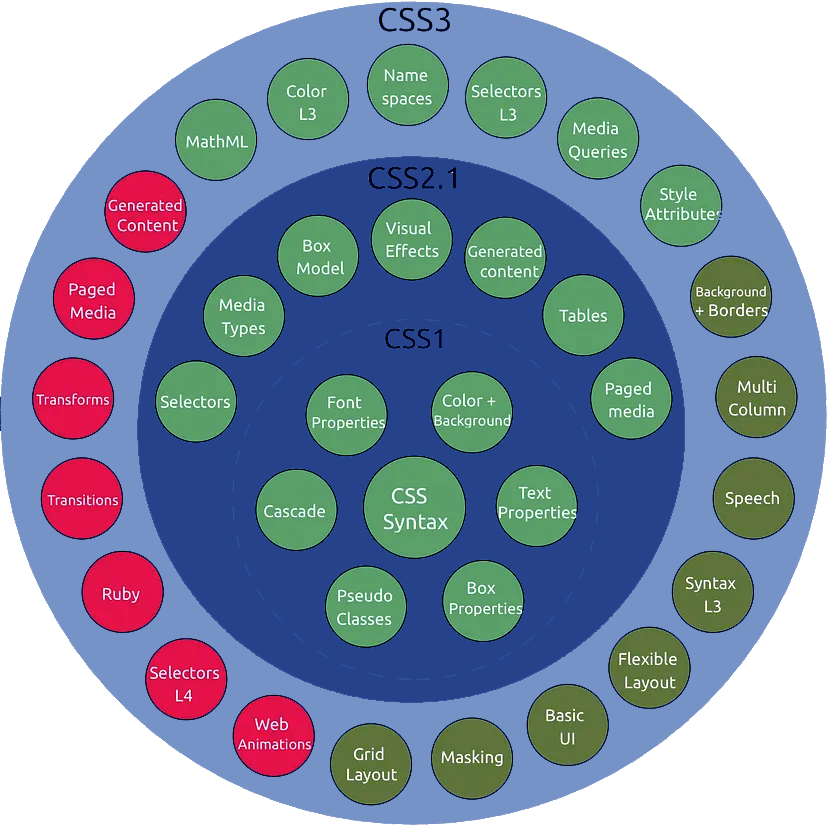 CSS3
Name
spaces
Color
L3
Selectors
L3
MathML
Media
Queries
Generated
Content
Style
Attributes
Paged
Media
Background
+ Borders
Transforms
Multi
Column
Transitions
Speech
Ruby
Syntax
L3
Selectors
L4
Flexible
Layout
Web
Animations
Basic
UI
Grid
Layout
Masking
CSS2.1
Visual
Effects
Box
Model
Generated
content
Media
Types
Tables
Selectors
Paged
media
CSS1
Font
Properties
Color +
Background
Cascade
CSS
Syntax
Text
Properties
Pseudo
Classes
Box
Properties